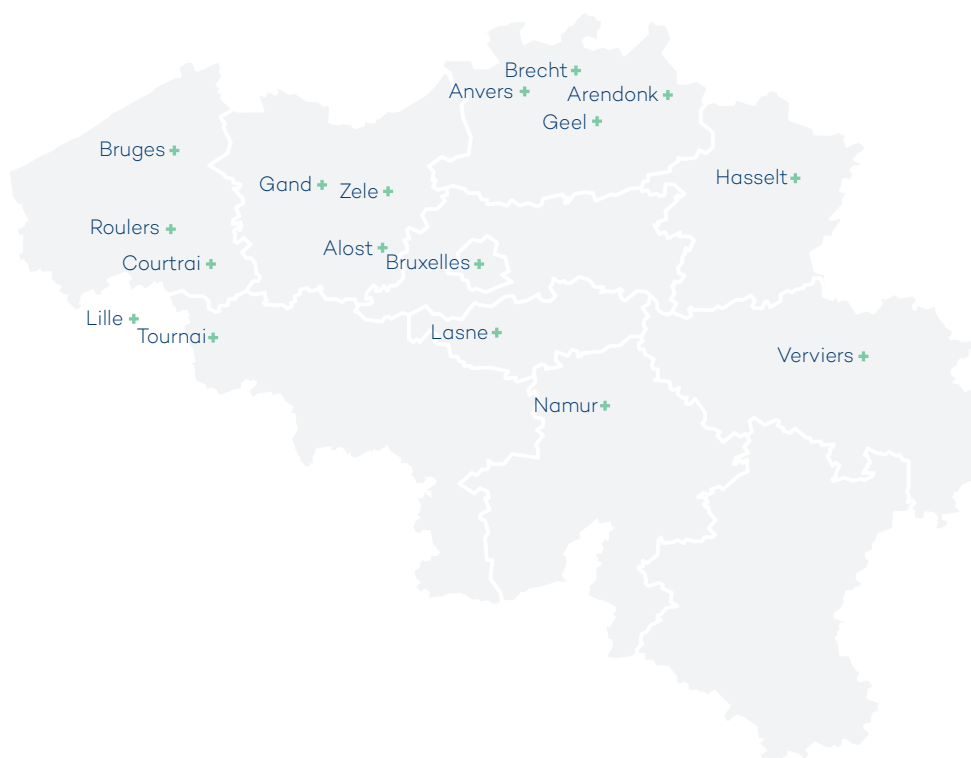 Brecht
Anvers
Arendonk
Geel
Bruges
Hasselt
Gand
Zele
Roulers
Alost
Courtrai
Bruxelles
Lille
Tournai
Lasne
Verviers
Namur